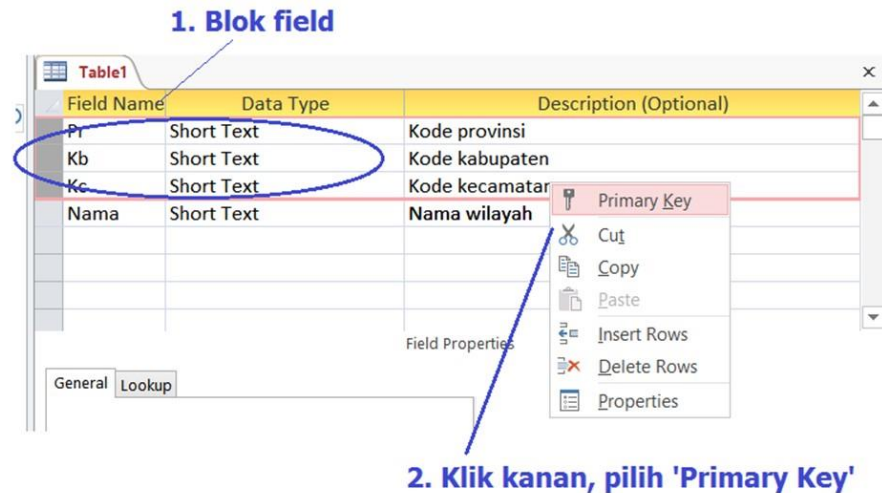 1. Blok field
Table1
Field Name Data Type Description (Optional)
Pr Short Text Kode provinsi
Kb Short Text Kode kabupaten
Kc Short Text Kode kecamatan
Nama Short Text Nama wilayah
Primary Key
Cut
Copy
Paste
Insert Rows
Delete Rows
Properties
Field Properties
General Lookup
2. Klik kanan, pilih 'Primary Key'